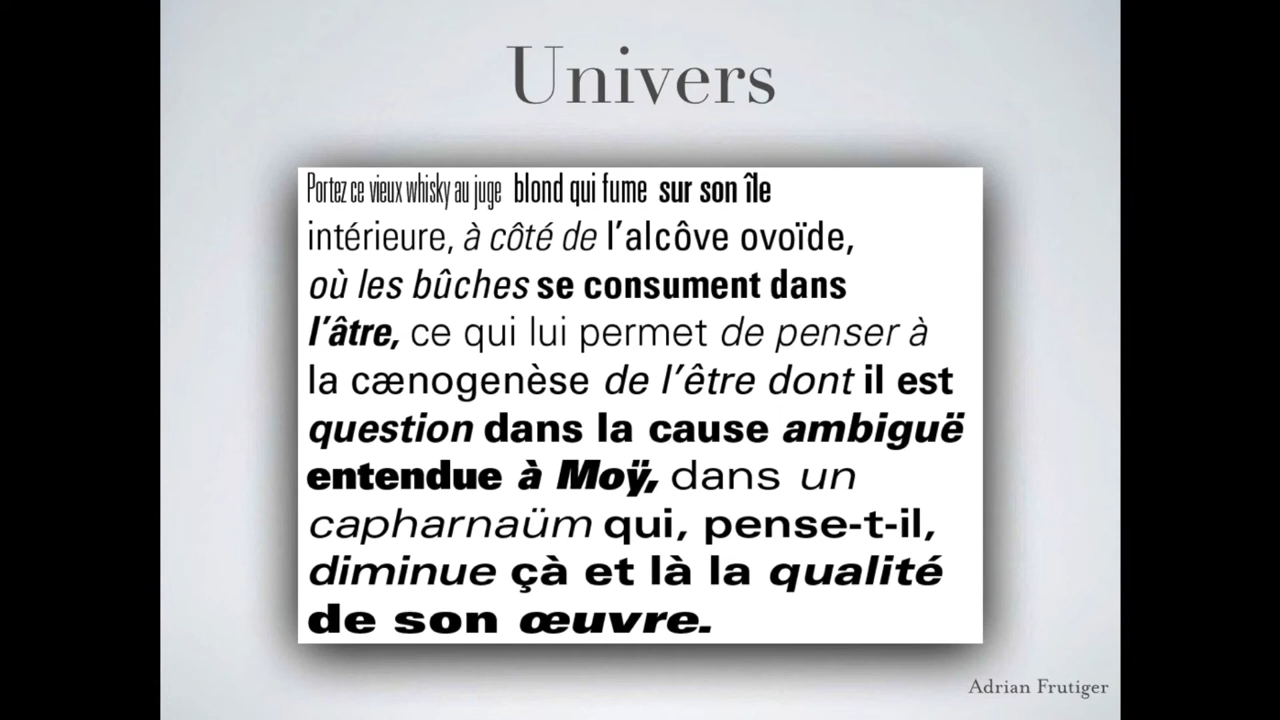 Univers
Portez ce vieux whisky au juge blond qui fume sur son île
intérieure, à côté de l’alcôve ovoïde,
où les bûches se consument dans
l’âtre, ce qui lui permet de penser à
la cænogenèse de l’être dont il est
question dans la cause ambiguë
entendue à Moÿ, dans un
capharnaüm qui, pense-t-il,
diminue çà et là la qualité
de son œuvre.
Adrian Frutiger